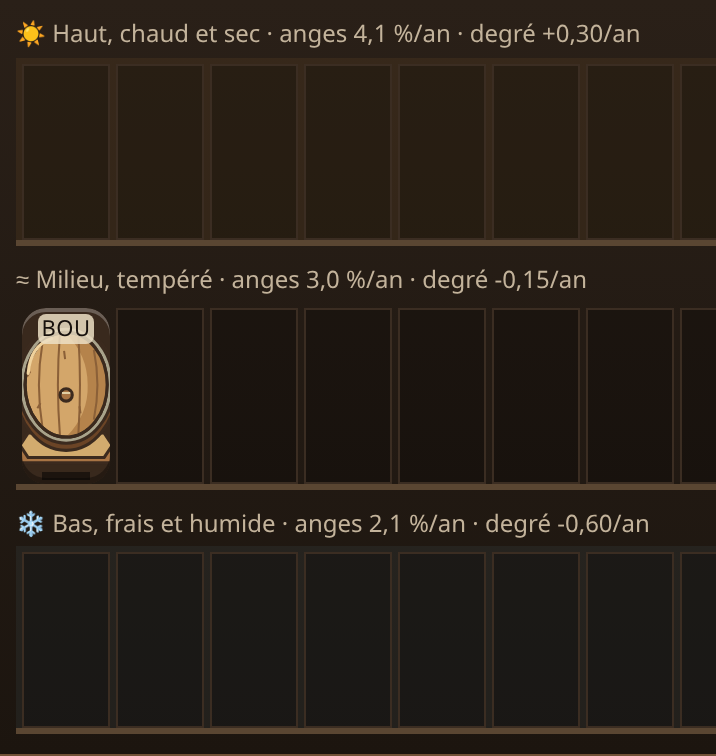 ☀️ Haut, chaud et sec · anges 4,1 %/an · degré +0,30/an
≈ Milieu, tempéré · anges 3,0 %/an · degré -0,15/an
BOU
❄️ Bas, frais et humide · anges 2,1 %/an · degré -0,60/an